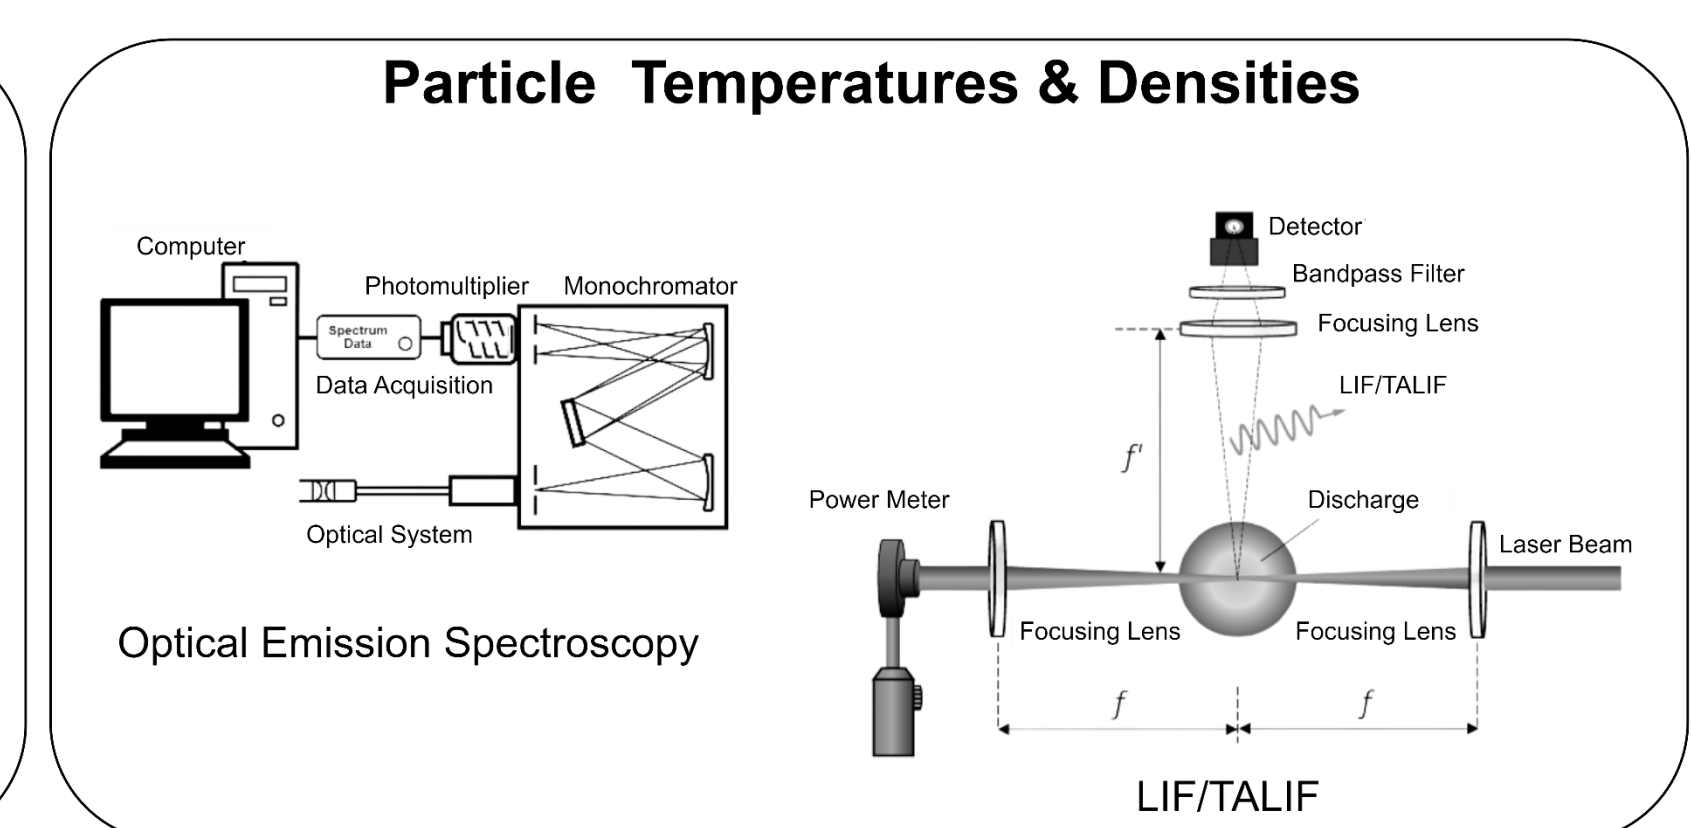 Particle Temperatures & Densities
Computer
Photomultiplier
Monochromator
Spectrum
Data
Data Acquisition
Optical System
Optical Emission Spectroscopy
Detector
Bandpass Filter
Focusing Lens
LIF/TALIF
f'
Power Meter
Discharge
Laser Beam
Focusing Lens
Focusing Lens
f
f
LIF/TALIF